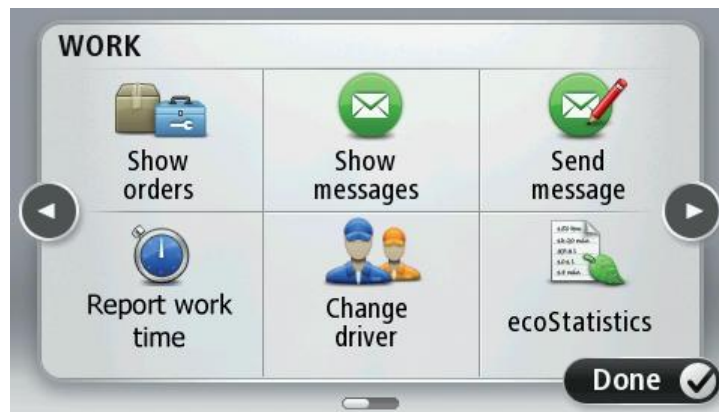 WORK
Show
orders
Show
messages
Send
message
Report work
time
Change
driver
ecoStatistics
Done